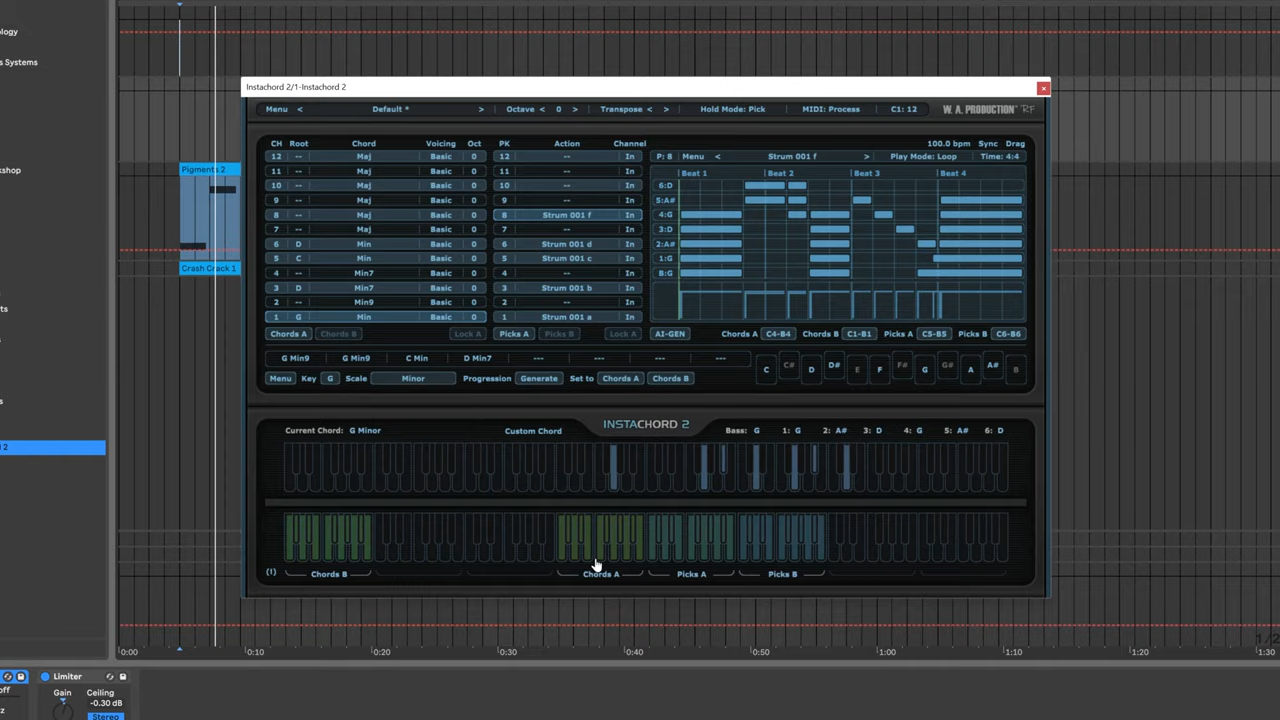 ology
s Systems
kshop
ts
s
2
Pigments 2
Crash Crack 1
Instachord 2/1-Instachord 2
Menu < Default * > Octave < 0 > Transpose < > Hold Mode: Pick MIDI: Process C1: 12 W. A. PRODUCTION RF
CH Root Chord Voicing Oct PK Action Channel 100.0 bpm Sync Drag
12 -- Maj Basic 0 12 -- In P: 8 Menu < Strum 001 f > Play Mode: Loop Time: 4:4
11 -- Maj Basic 0 11 -- In Beat 1 Beat 2 Beat 3 Beat 4
10 -- Maj Basic 0 10 -- In 6:D
9 -- Maj Basic 0 9 -- In 5:A#
8 -- Maj Basic 0 8 Strum 001 f In 4:G
7 -- Maj Basic 0 7 -- In 3:D
6 D Min Basic 0 6 Strum 001 d In 2:A#
5 C Min Basic 0 5 Strum 001 c In 1:G
4 -- Min7 Basic 0 4 -- In B:G
3 D Min7 Basic 0 3 Strum 001 b In
2 -- Min9 Basic 0 2 -- In
1 G Min Basic 0 1 Strum 001 a In
Chords A Chords B Lock A Picks A Picks B Lock A AI-GEN Chords A C4-B4 Chords B C1-B1 Picks A C5-B5 Picks B C6-B6
G Min9 G Min9 C Min D Min7 --- --- --- ---
C C# D D# E F F# G G# A A# B
Menu Key G Scale Minor Progression Generate Set to Chords A Chords B
Current Chord: G Minor Custom Chord INSTACHORD 2 Bass: G 1: G 2: A# 3: D 4: G 5: A# 6: D
(!) Chords B Chords A Picks A Picks B
1/2
0:00 0:10 0:20 0:30 0:40 0:50 1:00 1:10 1:20 1:30
Limiter
off
Gain Ceiling
-0.30 dB
z
Stereo